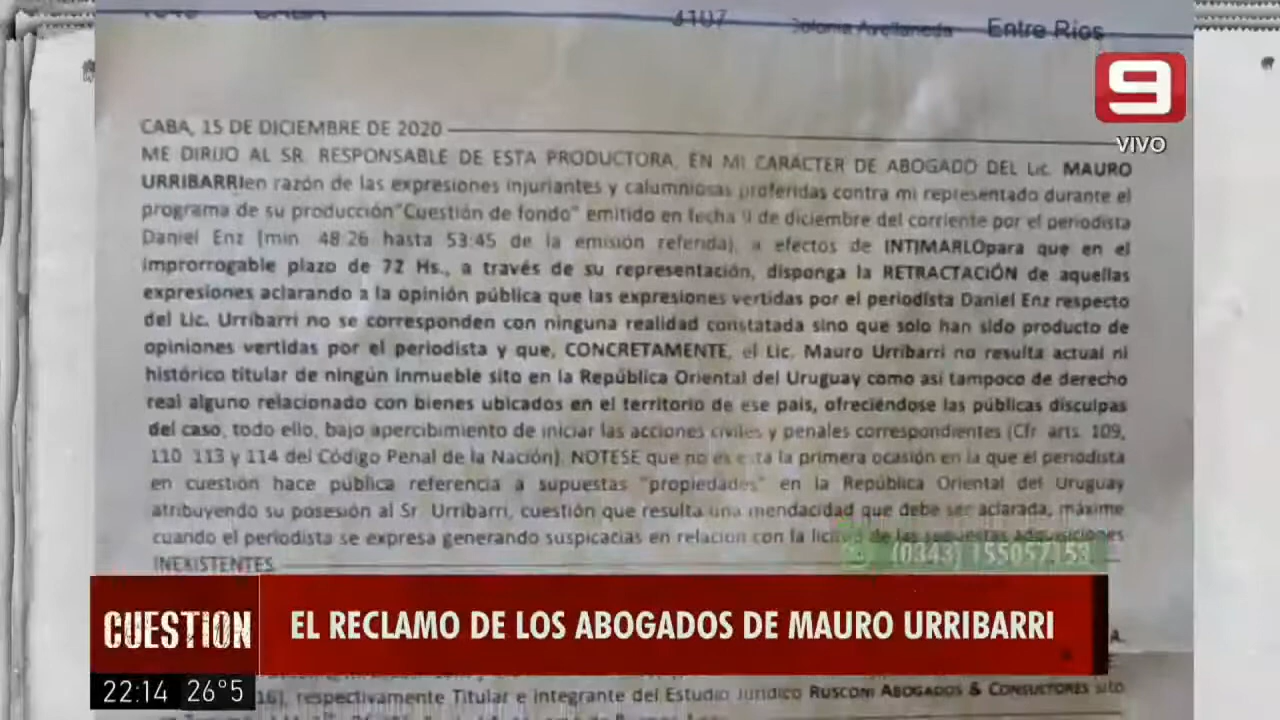 4107 Colonia Avellaneda Entre Ríos
9
VIVO
CABA, 15 DE DICIEMBRE DE 2020
ME DIRIJO AL SR. RESPONSABLE DE ESTA PRODUCTORA, EN MI CARÁCTER DE ABOGADO DEL Lic. MAURO
URRIBARRIen razón de las expresiones injuriantes y calumniosas proferidas contra mi representado durante el
programa de su producción"Cuestión de fondo" emitido en fecha 9 de diciembre del corriente por el periodista
Daniel Enz (min. 48:26 hasta 53:45 de la emisión referida), a efectos de INTIMARLOpara que en el
improrrogable plazo de 72 Hs., a través de su representación, disponga la RETRACTACIÓN de aquellas
expresiones aclarando a la opinión pública que las expresiones vertidas por el periodista Daniel Enz respecto
del Lic. Urribarri no se corresponden con ninguna realidad constatada sino que solo han sido producto de
opiniones vertidas por el periodista y que, CONCRETAMENTE, el Lic. Mauro Urribarri no resulta actual ni
histórico titular de ningún inmueble sito en la República Oriental del Uruguay como así tampoco de derecho
real alguno relacionado con bienes ubicados en el territorio de ese país, ofreciéndose las públicas disculpas
del caso, todo ello, bajo apercibimiento de iniciar las acciones civiles y penales correspondientes (Cfr. arts. 109,
110 113 y 114 del Código Penal de la Nación). NOTESE que no es esta la primera ocasión en la que el periodista
en cuestión hace pública referencia a supuestas "propiedades" en la República Oriental del Uruguay
atribuyendo su posesión al Sr. Urribarri, cuestión que resulta una mendacidad que debe ser aclarada, máxime
cuando el periodista se expresa generando suspicacias en relación con la licitud de las supuestas adquisiciones
INEXISTENTES.
(0343) 155057153
CUESTION
EL RECLAMO DE LOS ABOGADOS DE MAURO URRIBARRI
22:14 26°5
16), respectivamente Titular e integrante del Estudio Jurídico RUSCONI ABOGADOS & CONSULTORES sito